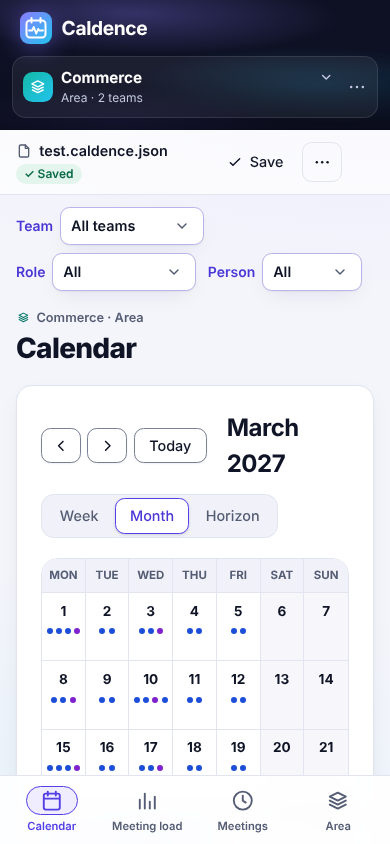 Caldence
Commerce
Area · 2 teams
test.caldence.json
✓ Saved
✓ Save
Team All teams
Role All Person All
Commerce · Area
Calendar
Today
March 2027
Week Month Horizon
MON TUE WED THU FRI SAT SUN
1 2 3 4 5 6 7
8 9 10 11 12 13 14
15 16 17 18 19 20 21
Calendar Meeting load Meetings Area